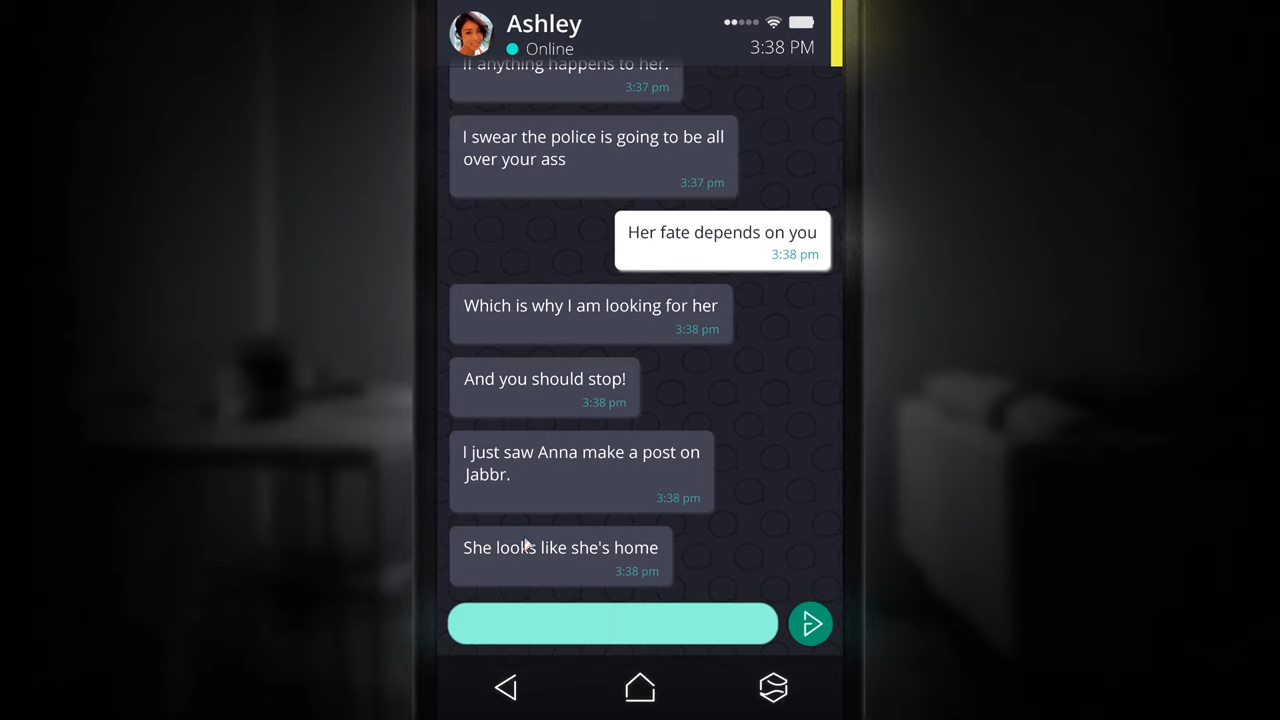 Ashley
Online
3:38 PM
If anything happens to her.
3:37 pm
I swear the police is going to be all
over your ass
3:37 pm
Her fate depends on you
3:38 pm
Which is why I am looking for her
3:38 pm
And you should stop!
3:38 pm
I just saw Anna make a post on
Jabbr.
3:38 pm
She looks like she's home
3:38 pm